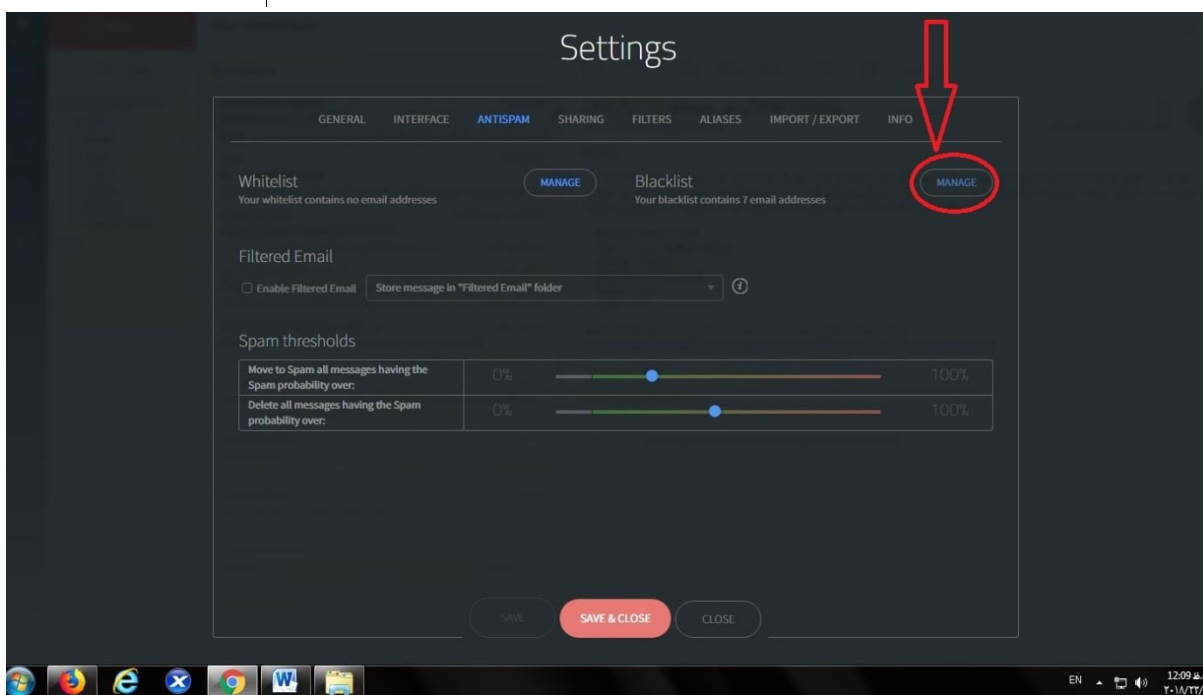 Settings
GENERAL INTERFACE ANTISPAM SHARING FILTERS ALIASES IMPORT / EXPORT INFO
Whitelist
Your whitelist contains no email addresses
MANAGE
Blacklist
Your blacklist contains 7 email addresses
MANAGE
Filtered Email
Enable Filtered Email
Store message in "Filtered Email" folder
Spam thresholds
Move to Spam all messages having the
Spam probability over:
0% 100%
Delete all messages having the Spam
probability over:
0% 100%
SAVE SAVE & CLOSE CLOSE
EN
12:09